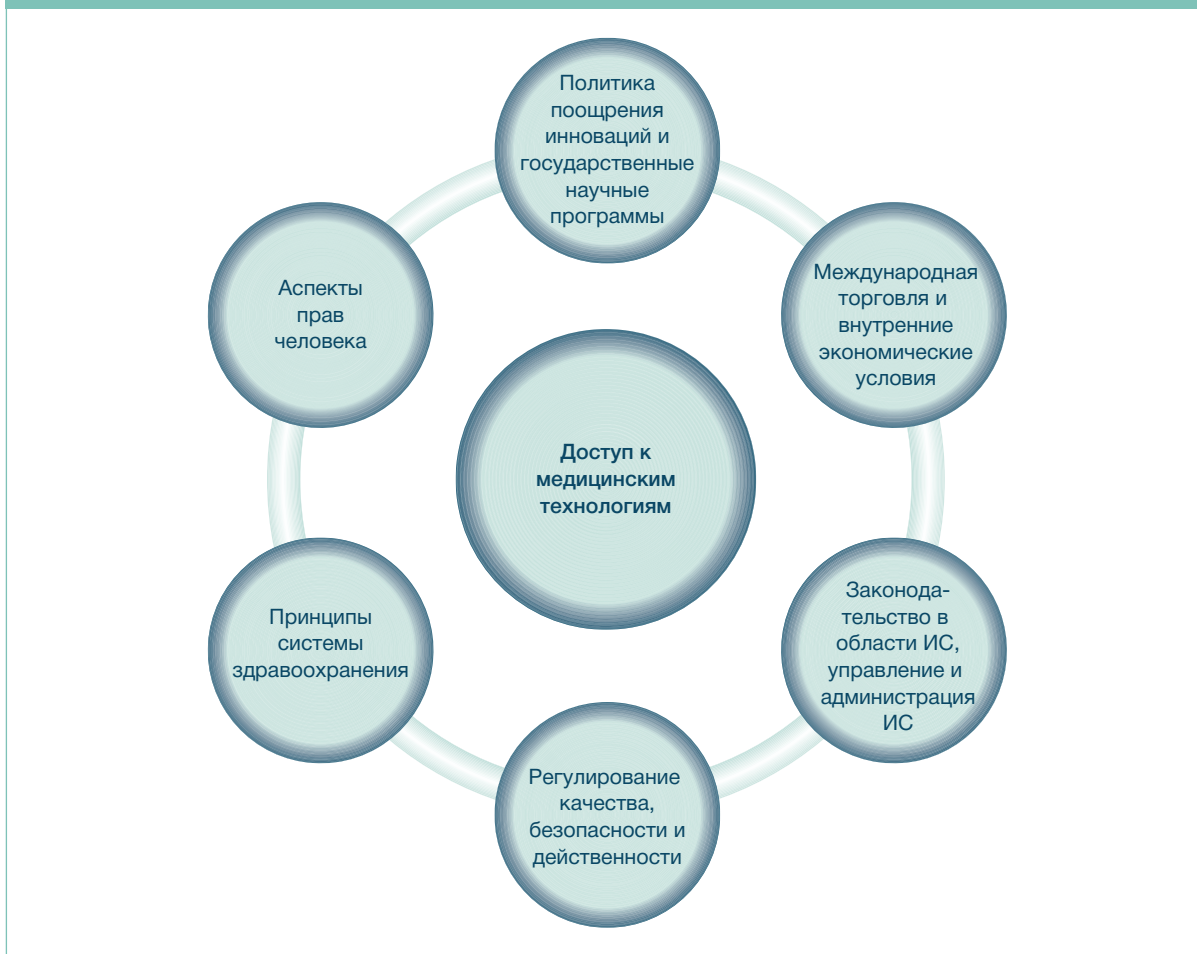 Политика
поощрения
инноваций и
государственные
научные
программы
Международная
торговля и
внутренние
экономические
условия
Законода-
тельство в
области ИС,
управление и
администрация
ИС
Регулирование
качества,
безопасности и
действенности
Принципы
системы
здравоохранения
Аспекты
прав
человека
Доступ к
медицинским
технологиям